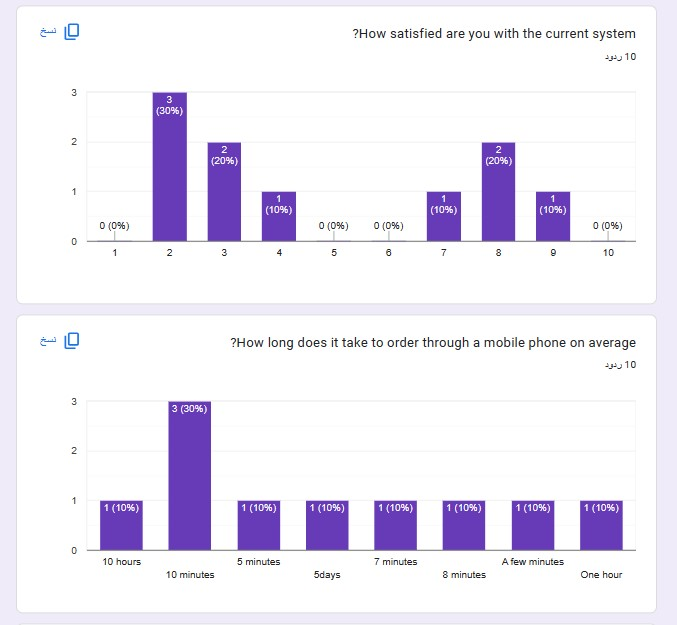 ?How satisfied are you with the current system
نسخ
10 ردود
3
2
1
0
0 (0%)
3
(30%)
2
(20%)
1
(10%)
0 (0%)
0 (0%)
1
(10%)
2
(20%)
1
(10%)
0 (0%)
1 2 3 4 5 6 7 8 9 10
?How long does it take to order through a mobile phone on average
نسخ
10 ردود
3
2
1
0
1 (10%)
3 (30%)
1 (10%)
1 (10%)
1 (10%)
1 (10%)
1 (10%)
1 (10%)
10 hours
10 minutes
5 minutes
5days
7 minutes
8 minutes
A few minutes
One hour